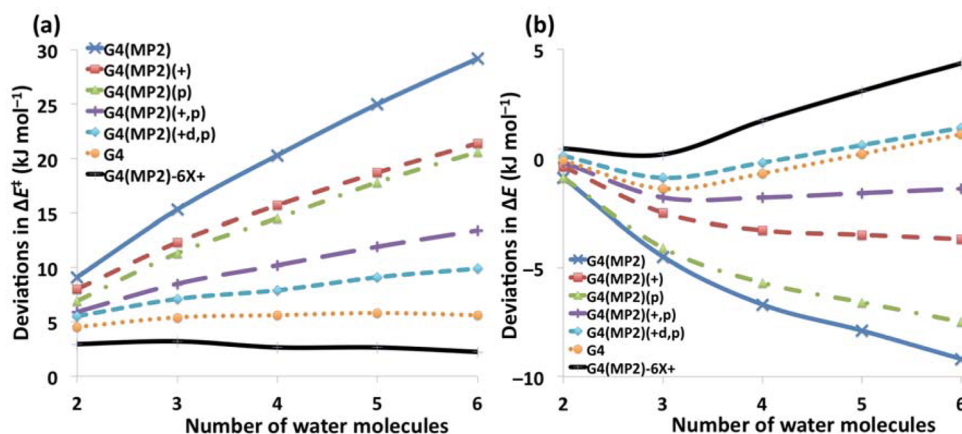 (a)
Deviations in ΔE‡ (kJ mol−1)
30
25
20
15
10
5
0
G4(MP2)
G4(MP2)(+)
G4(MP2)(p)
G4(MP2)(+,p)
G4(MP2)(+d,p)
G4
G4(MP2)-6X+
2 3 4 5 6
Number of water molecules
(b)
Deviations in ΔE (kJ mol−1)
5
0
−5
−10
G4(MP2)
G4(MP2)(+)
G4(MP2)(p)
G4(MP2)(+,p)
G4(MP2)(+d,p)
G4
G4(MP2)-6X+
2 3 4 5 6
Number of water molecules